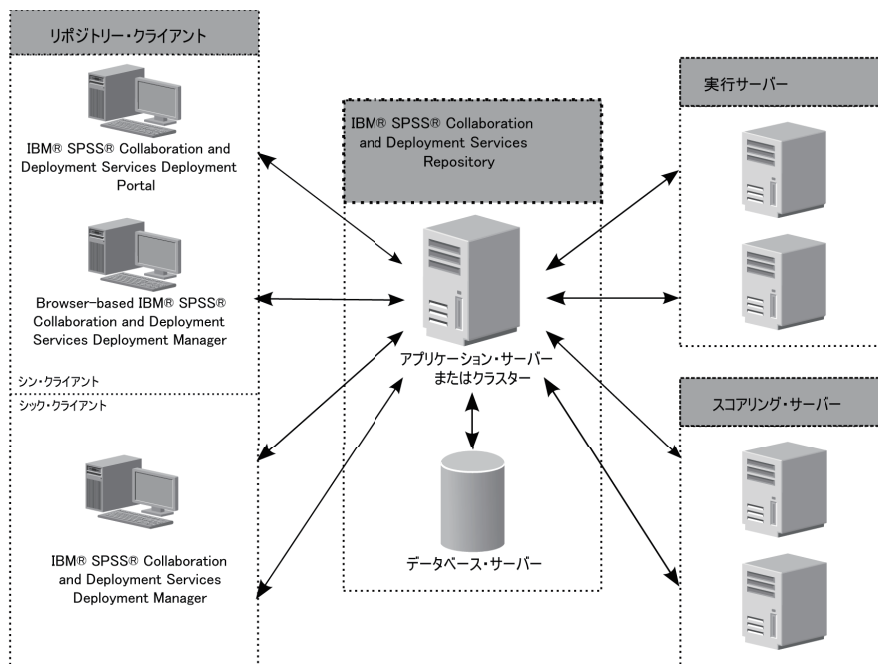 リポジトリー・クライアント
IBM® SPSS® Collaboration and
Deployment Services Deployment
Portal
Browser-based IBM® SPSS®
Collaboration and Deployment
Services Deployment Manager
シン・クライアント
シック・クライアント
IBM® SPSS® Collaboration
and Deployment Services
Deployment Manager
IBM® SPSS® Collaboration
and Deployment Services
Repository
アプリケーション・サーバー
またはクラスター
データベース・サーバー
実行サーバー
スコアリング・サーバー